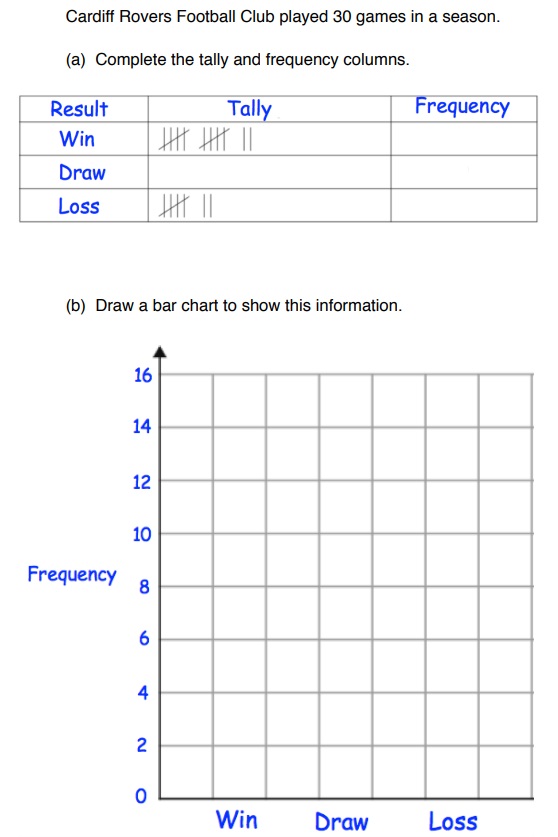 Cardiff Rovers Football Club played 30 games in a season.
(a) Complete the tally and frequency columns.
Result Tally Frequency
Win
Draw
Loss
(b) Draw a bar chart to show this information.
16
14
12
10
Frequency 8
6
4
2
0
Win Draw Loss